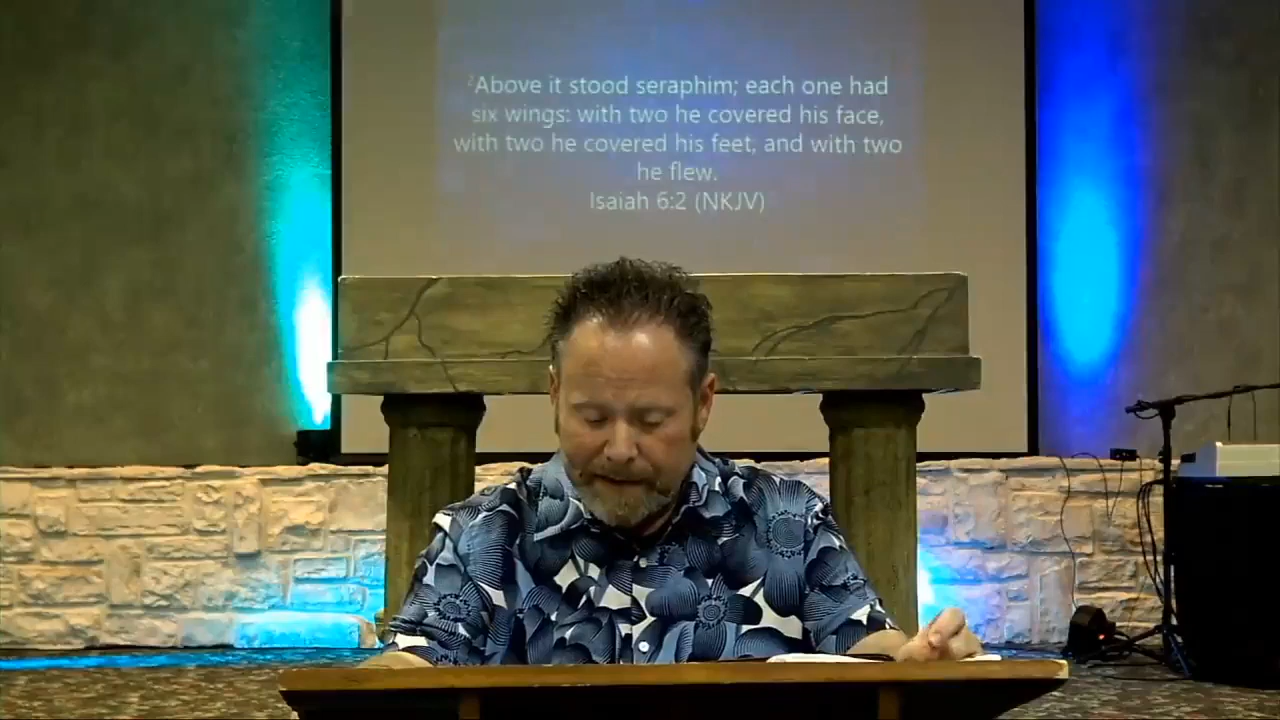 ²Above it stood seraphim; each one had
six wings: with two he covered his face,
with two he covered his feet, and with two
he flew.
Isaiah 6:2 (NKJV)